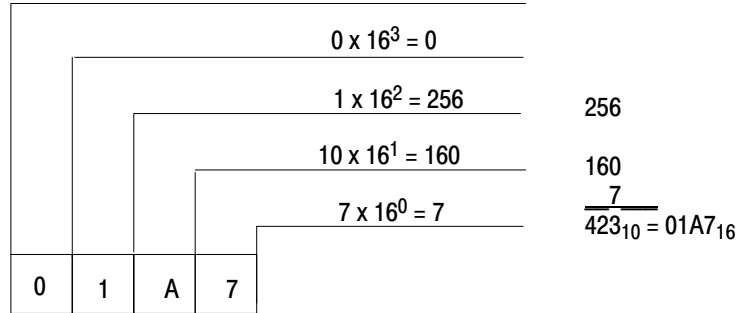 0 x 16³ = 0
1 x 16² = 256 256
10 x 16¹ = 160 160
7
7 x 16⁰ = 7
423₁₀ = 01A7₁₆
0 1 A 7